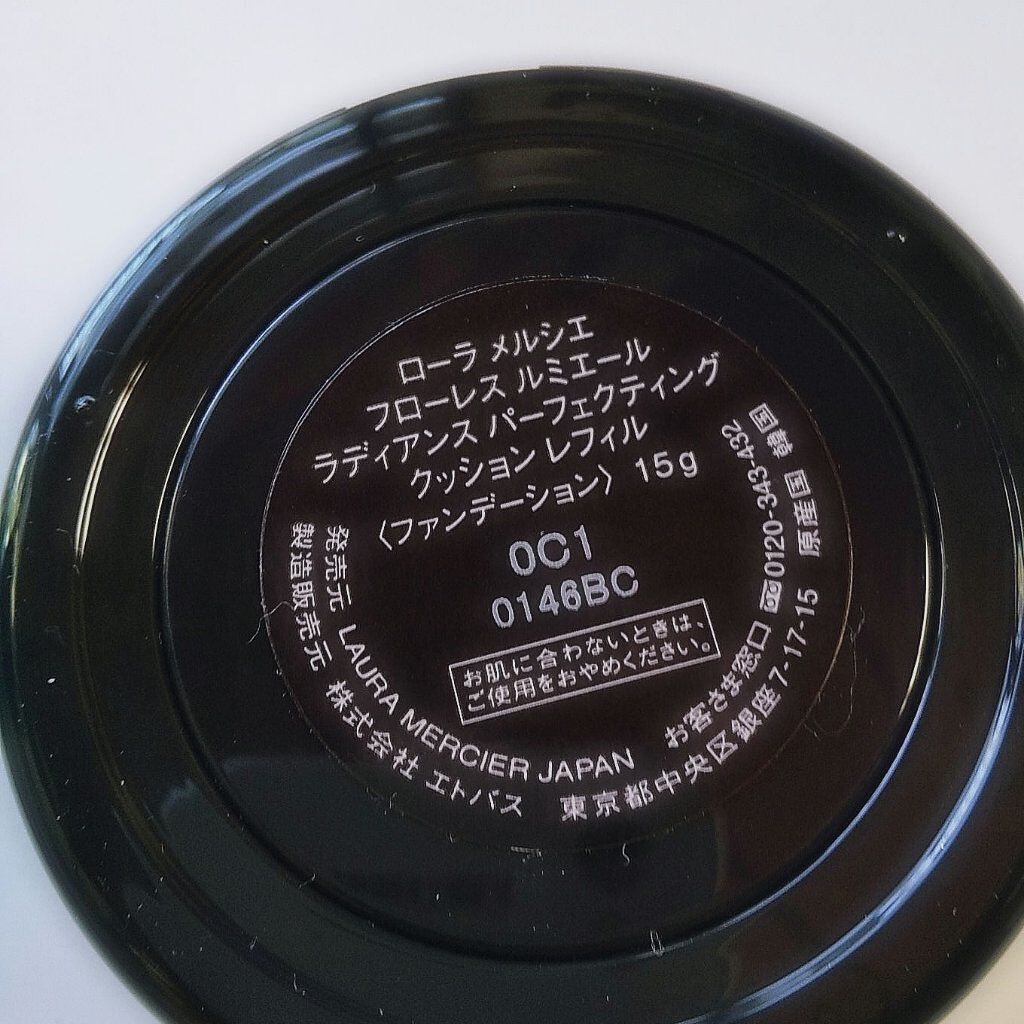 ローラ メルシエ
フローレス ルミエール
ラディアンス パーフェクティング
クッション レフィル
〈ファンデーション〉 15g
0C1
0146BC
お肌に合わないときは、
ご使用をおやめください。
発売元 LAURA MERCIER JAPAN お客さま窓口 0120-343-432
製造販売元 株式会社 エトバス 東京都中央区銀座7-17-15 原産国 韓国